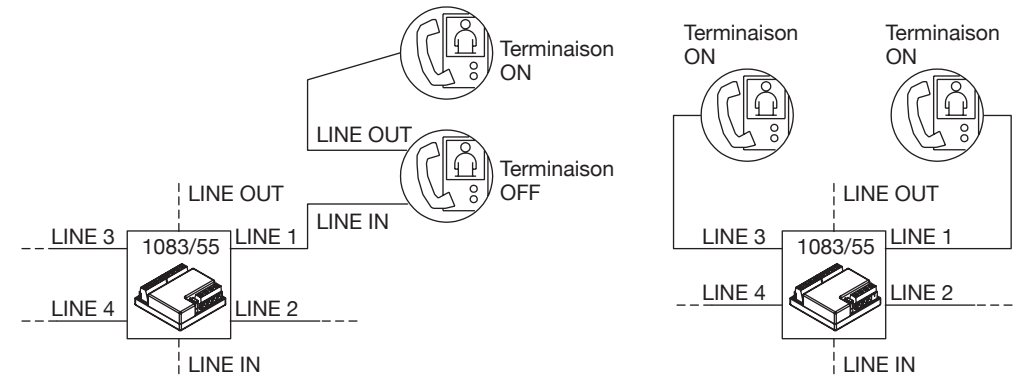 Terminaison
ON
LINE OUT
Terminaison
OFF
LINE IN
LINE OUT
LINE 3
1083/55
LINE 1
LINE 4
LINE 2
LINE IN
Terminaison
ON
Terminaison
ON
LINE OUT
LINE 3
1083/55
LINE 1
LINE 4
LINE 2
LINE IN